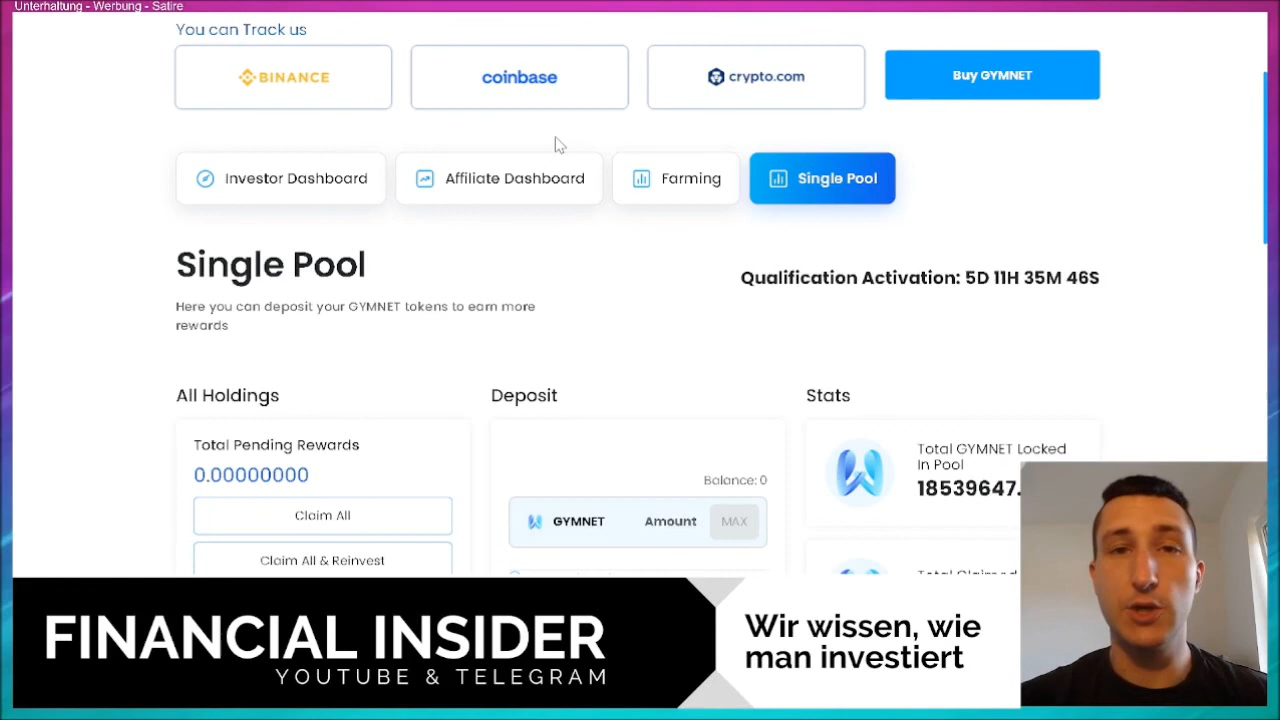 Unterhaltung - Werbung - Satire
You can Track us
BINANCE
coinbase
crypto.com
Buy GYMNET
Investor Dashboard
Affiliate Dashboard
Farming
Single Pool
Single Pool
Qualification Activation: 5D 11H 35M 46S
Here you can deposit your GYMNET tokens to earn more
rewards
All Holdings
Deposit
Stats
Total Pending Rewards
0.00000000
Claim All
Claim All & Reinvest
Balance: 0
GYMNET
Amount
MAX
Total GYMNET Locked
In Pool
18539647.
FINANCIAL INSIDER
YOUTUBE & TELEGRAM
Wir wissen, wie
man investiert